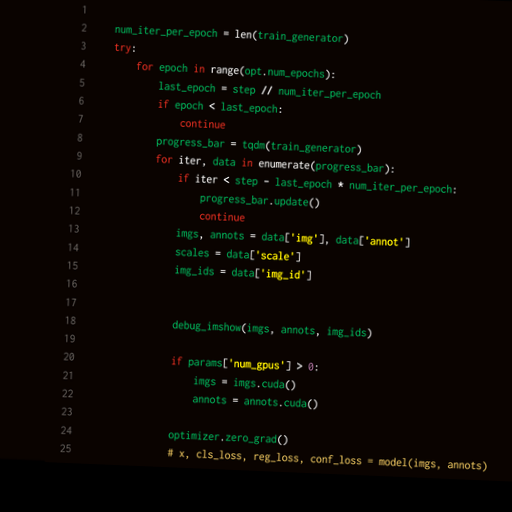 1
2 num_iter_per_epoch = len(train_generator)
3 try:
4 for epoch in range(opt.num_epochs):
5 last_epoch = step // num_iter_per_epoch
6 if epoch < last_epoch:
7 continue
8 progress_bar = tqdm(train_generator)
9 for iter, data in enumerate(progress_bar):
10 if iter < step - last_epoch * num_iter_per_epoch:
11 progress_bar.update()
12 continue
13 imgs, annots = data['img'], data['annot']
14 scales = data['scale']
15 img_ids = data['img_id']
16
17
18 debug_imshow(imgs, annots, img_ids)
19
20 if params['num_gpus'] > 0:
21 imgs = imgs.cuda()
22 annots = annots.cuda()
23
24 optimizer.zero_grad()
25 # x, cls_loss, reg_loss, conf_loss = model(imgs, annots)